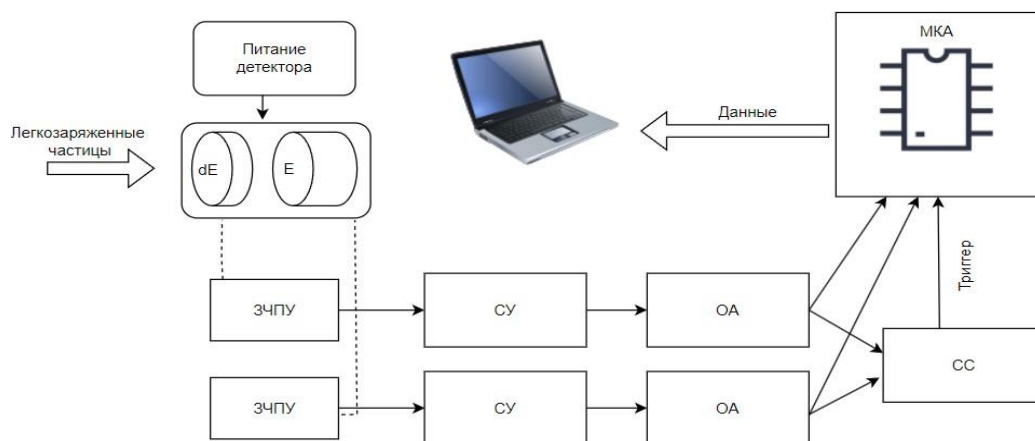 Питание
детектора
МКА
Легкозаряженные
частицы
Данные
dE
E
Триггер
ЗЧПУ
СУ
ОА
СС
ЗЧПУ
СУ
ОА